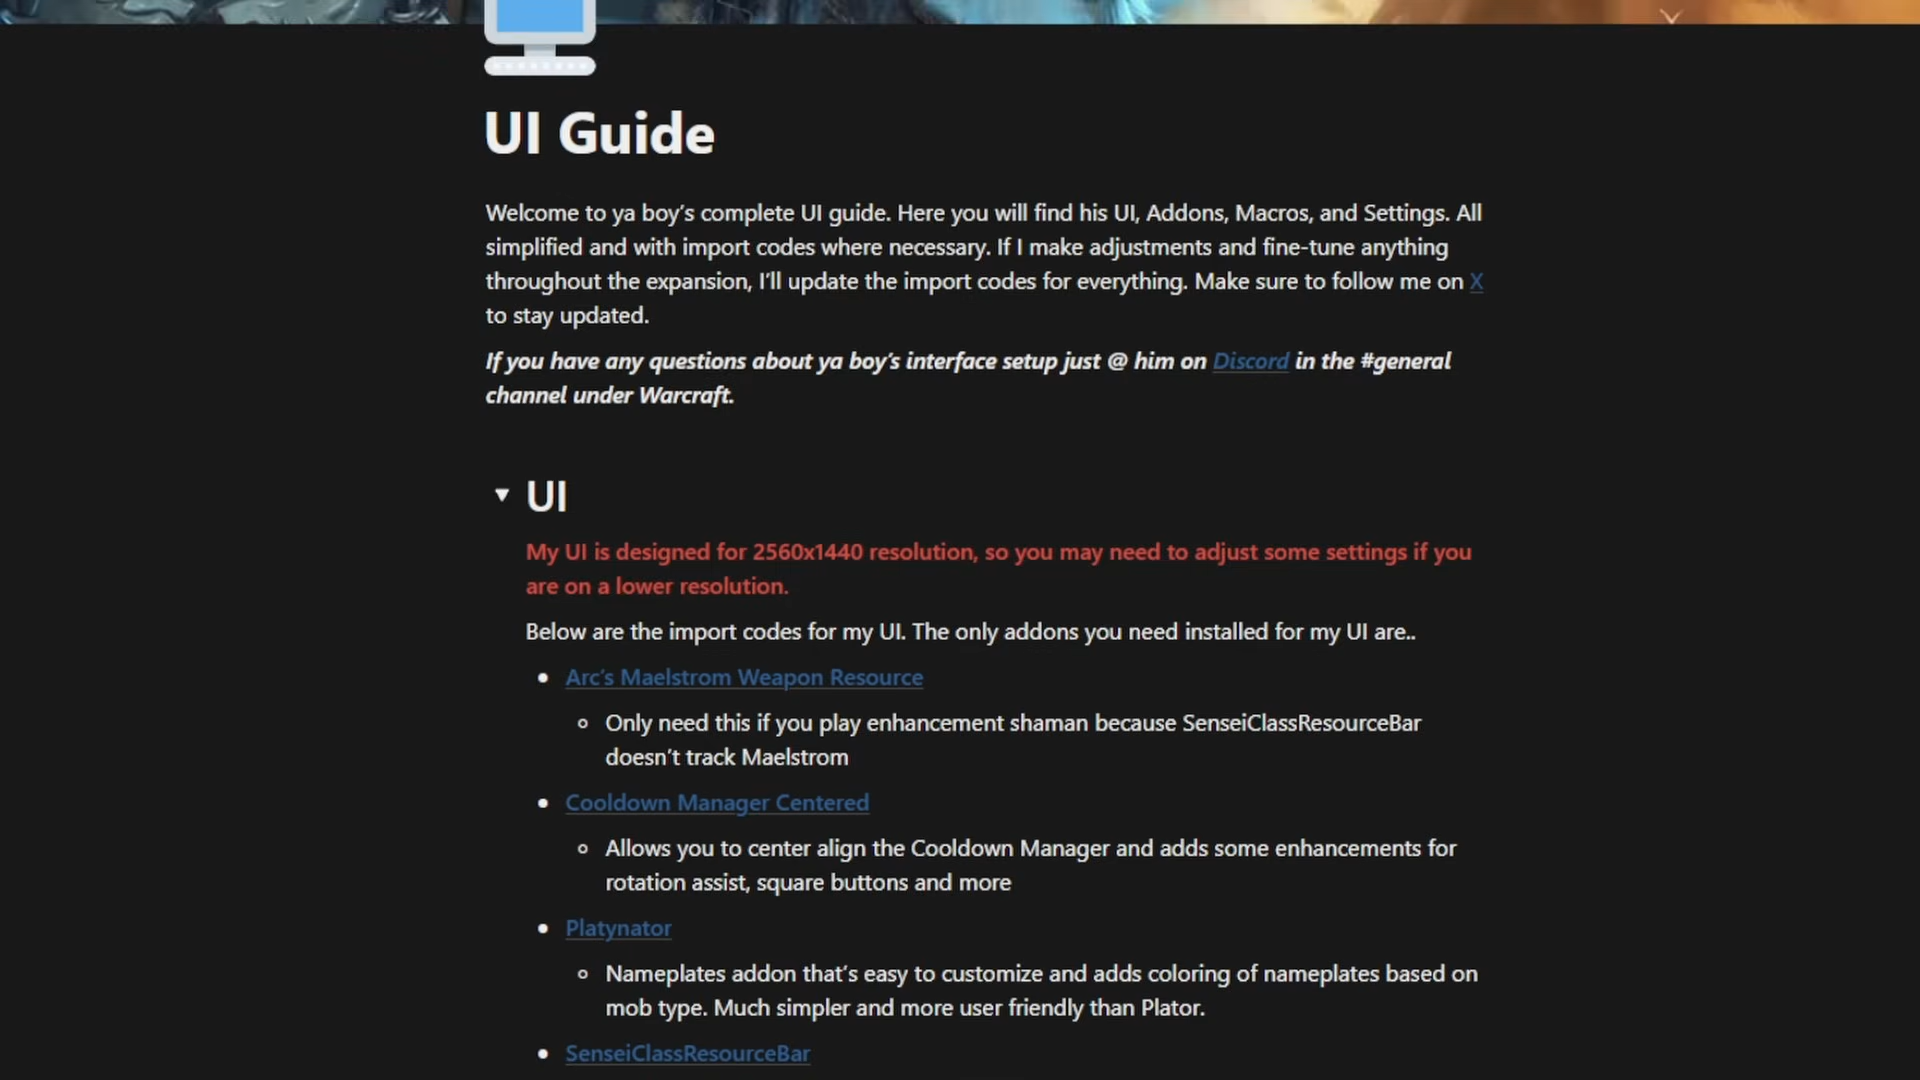 UI Guide
Welcome to ya boy’s complete UI guide. Here you will find his UI, Addons, Macros, and Settings. All
simplified and with import codes where necessary. If I make adjustments and fine-tune anything
throughout the expansion, I’ll update the import codes for everything. Make sure to follow me on X
to stay updated.
If you have any questions about ya boy’s interface setup just @ him on Discord in the #general
channel under Warcraft.
UI
My UI is designed for 2560x1440 resolution, so you may need to adjust some settings if you
are on a lower resolution.
Below are the import codes for my UI. The only addons you need installed for my UI are..
Arc’s Maelstrom Weapon Resource
Only need this if you play enhancement shaman because SenseiClassResourceBar
doesn’t track Maelstrom
Cooldown Manager Centered
Allows you to center align the Cooldown Manager and adds some enhancements for
rotation assist, square buttons and more
Platynator
Nameplates addon that’s easy to customize and adds coloring of nameplates based on
mob type. Much simpler and more user friendly than Plator.
SenseiClassResourceBar